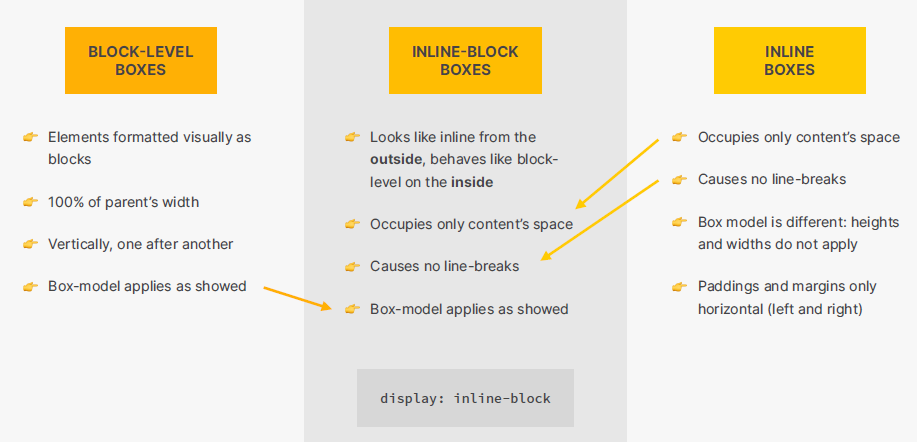 BLOCK-LEVEL
BOXES
Elements formatted visually as
blocks
100% of parent's width
Vertically, one after another
Box-model applies as showed
INLINE-BLOCK
BOXES
Looks like inline from the
outside, behaves like block-
level on the inside
Occupies only content's space
Causes no line-breaks
Box-model applies as showed
display: inline-block
INLINE
BOXES
Occupies only content's space
Causes no line-breaks
Box model is different: heights
and widths do not apply
Paddings and margins only
horizontal (left and right)